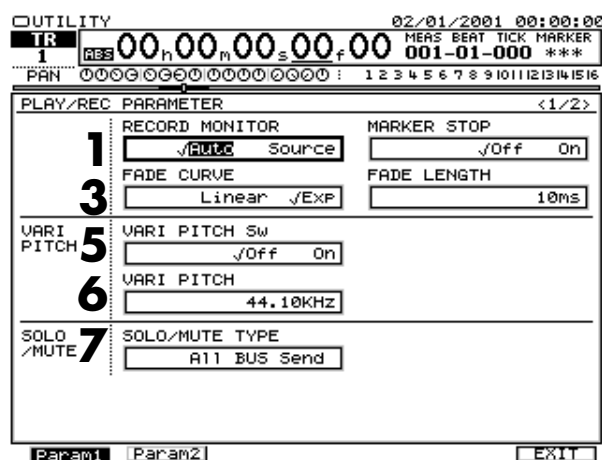 UTILITY 02/01/2001 00:00:00
TR 1 ABS 00h00m00s00f00 MEAS BEAT TICK MARKER
001-01-000 ***
PAN 1 2 3 4 5 6 7 8 9 10 11 12 13 14 15 16
PLAY/REC PARAMETER <1/2>
RECORD MONITOR MARKER STOP
1 √Auto Source √Off On
FADE CURVE FADE LENGTH
3 Linear √Exp 10ms
VARI PITCH 5 VARI PITCH Sw
√Off On
VARI PITCH
6 44.10KHz
SOLO /MUTE 7 SOLO/MUTE TYPE
All BUS Send
Param1 Param2 EXIT